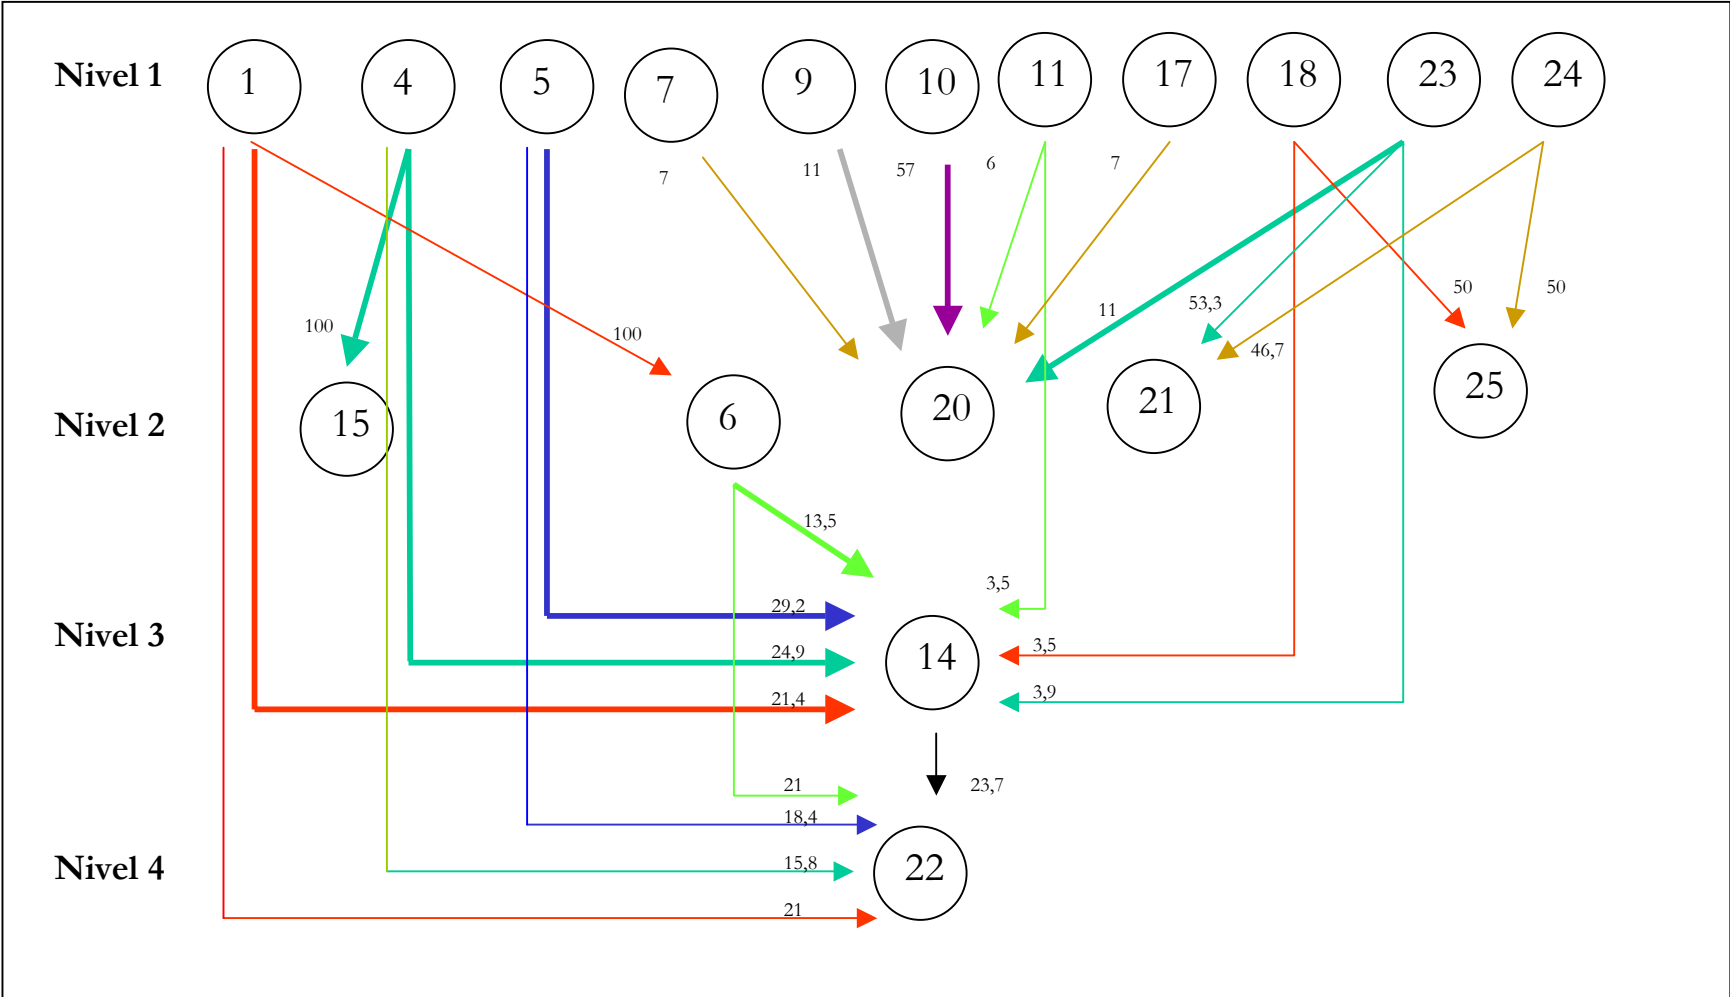 Nivel 1
1 4 5 7 9 10 11 17 18 23 24
7 11 57 6 7
50 50
11 53,3
100 100 46,7
Nivel 2
15 6 20 21 25
13,5
3,5
29,2
Nivel 3
24,9 14 3,5
21,4 3,9
21 23,7
18,4
Nivel 4
15,8 22
21